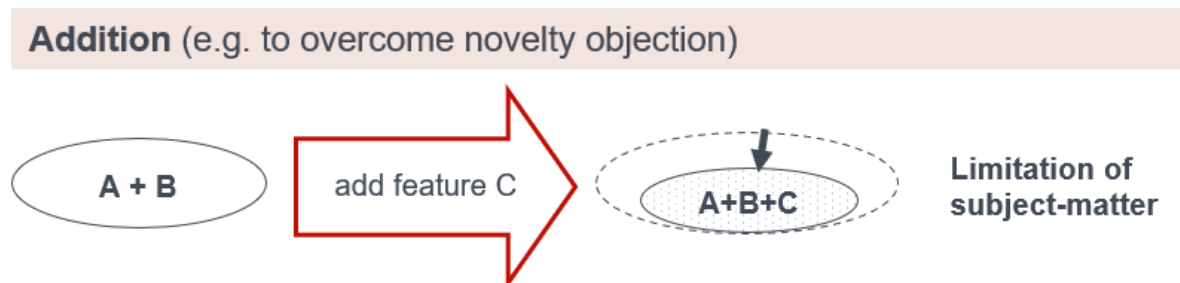 Addition (e.g. to overcome novelty objection)
A + B
add feature C
A+B+C
Limitation of
subject-matter